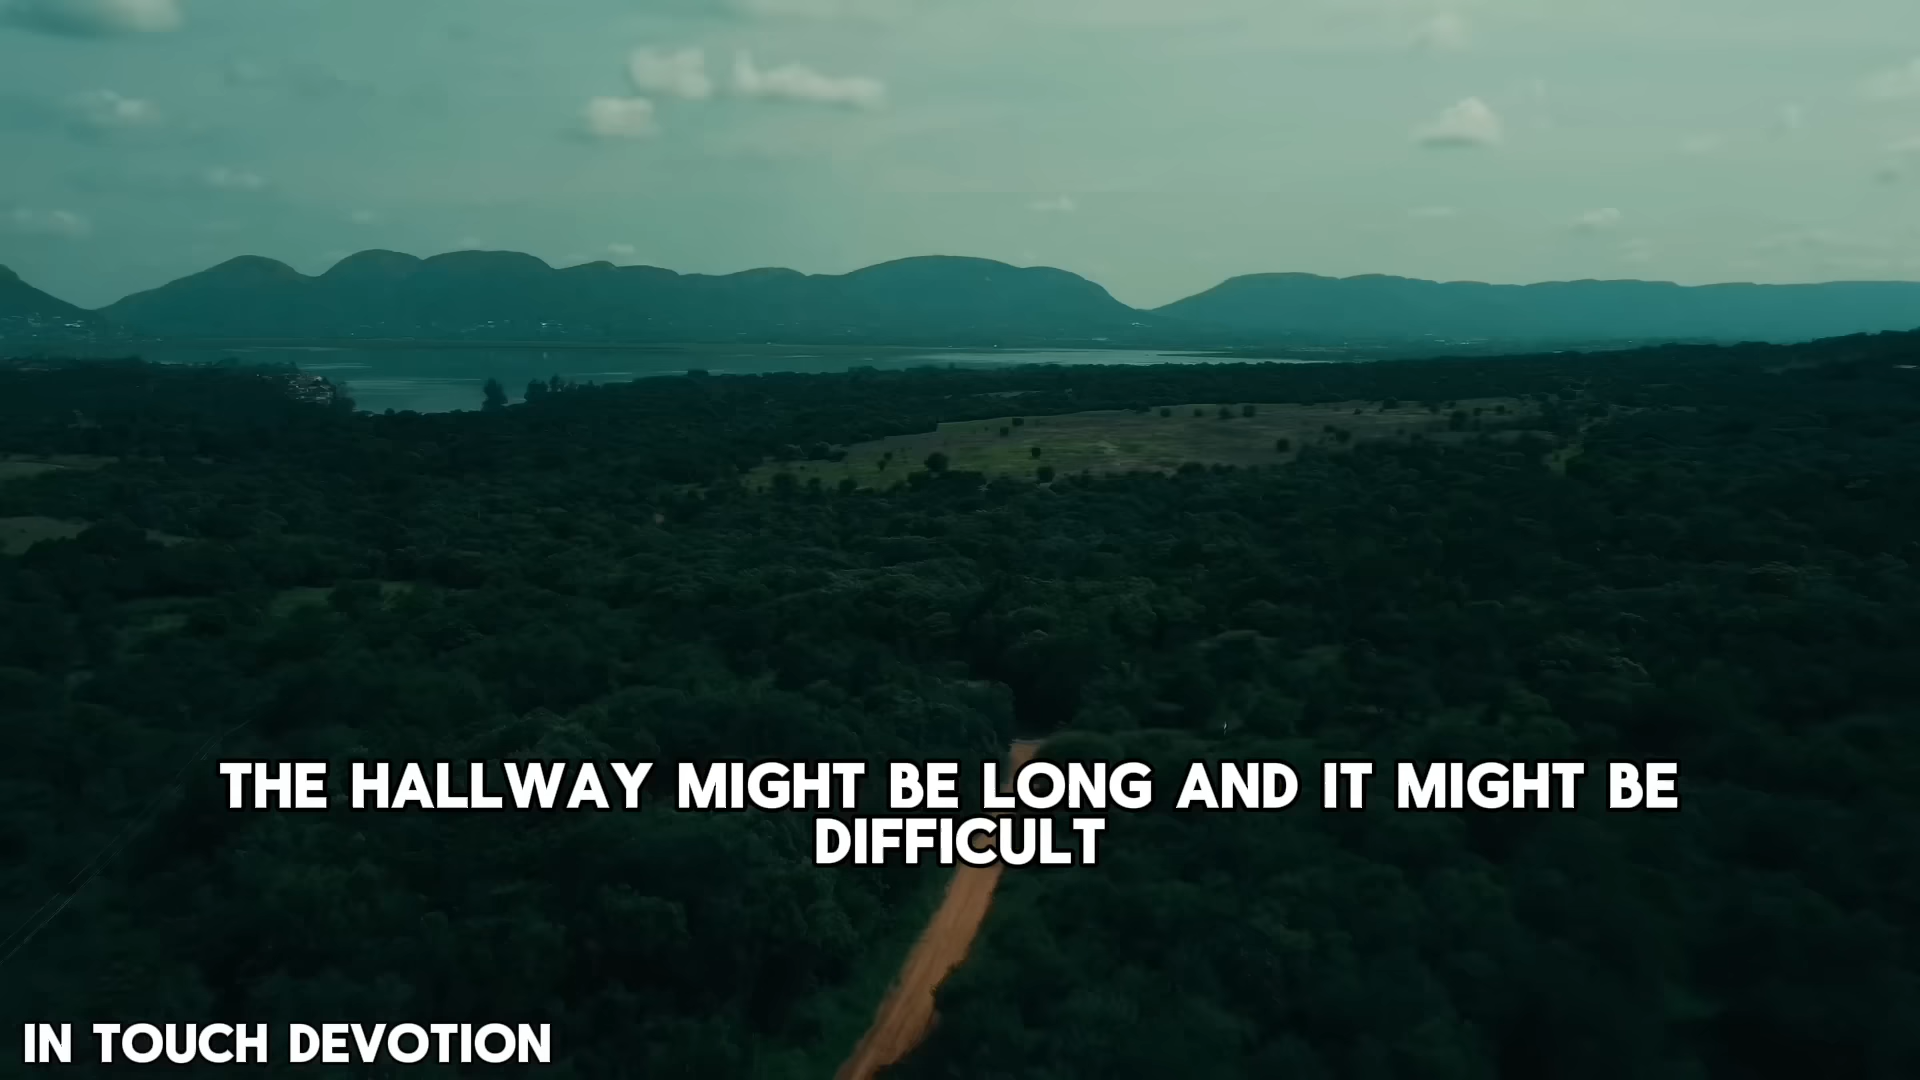 THE HALLWAY MIGHT BE LONG AND IT MIGHT BE
DIFFICULT
IN TOUCH DEVOTION